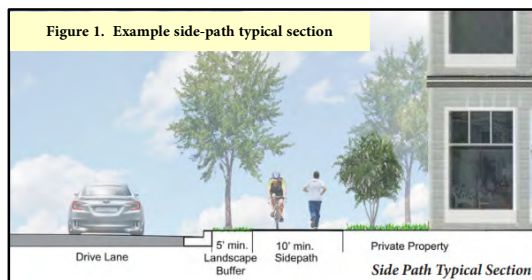 Figure 1.  Example side-path typical section
Drive Lane
5' min.
Landscape
Buffer
10' min.
Sidepath
Private Property
Side Path Typical Section